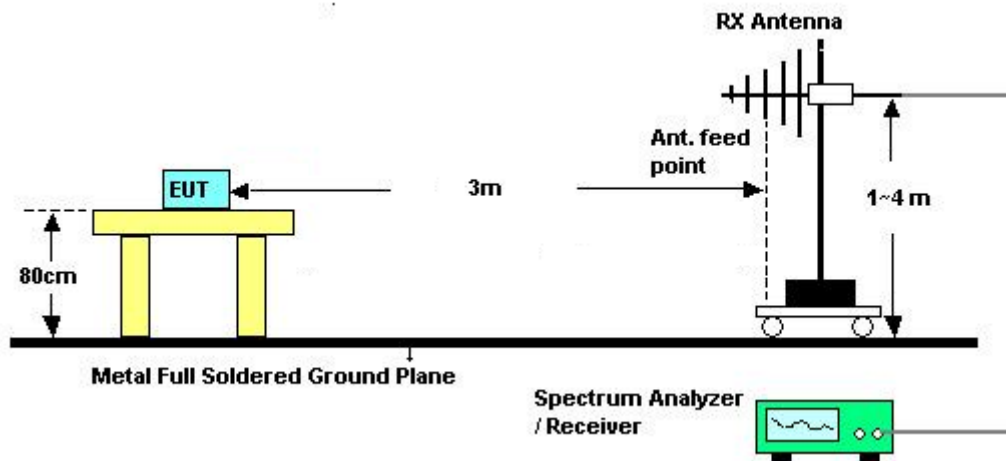 RX Antenna
Ant. feed
point
EUT
3m
1~4 m
80cm
Metal Full Soldered Ground Plane
Spectrum Analyzer
/ Receiver